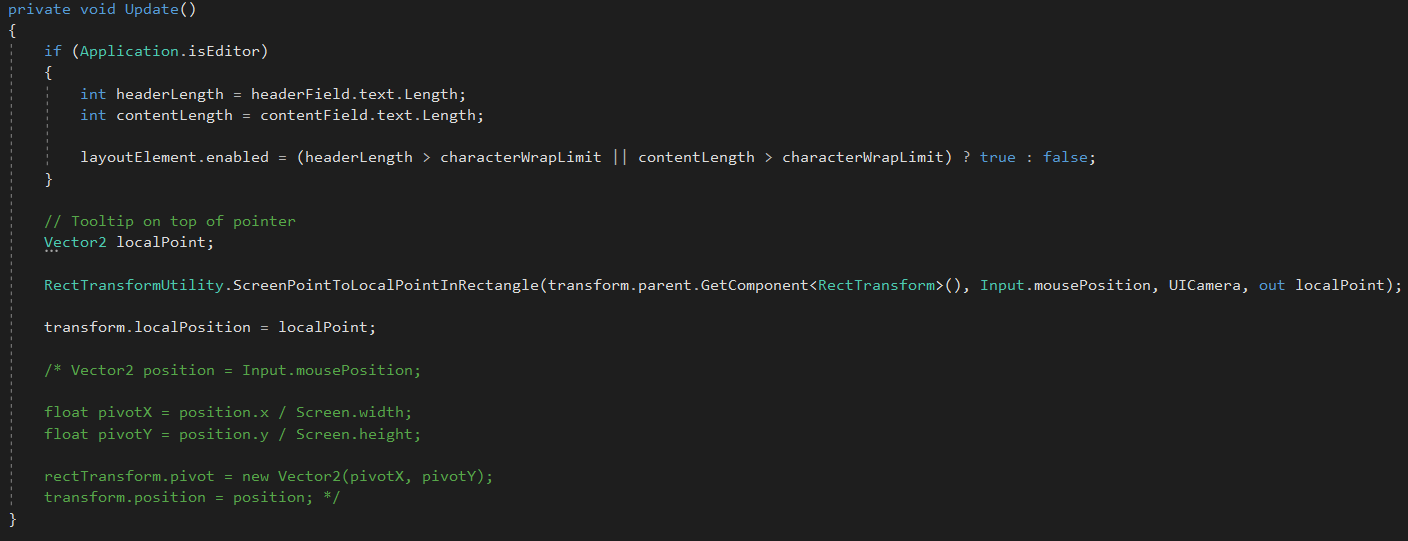 private void Update()
{
if (Application.isEditor)
{
int headerLength = headerField.text.Length;
int contentLength = contentField.text.Length;
layoutElement.enabled = (headerLength > characterWrapLimit || contentLength > characterWrapLimit) ? true : false;
}
// Tooltip on top of pointer
Vector2 localPoint;
RectTransformUtility.ScreenPointToLocalPointInRectangle(transform.parent.GetComponent<RectTransform>(), Input.mousePosition, UICamera, out localPoint);
transform.localPosition = localPoint;
/* Vector2 position = Input.mousePosition;
float pivotX = position.x / Screen.width;
float pivotY = position.y / Screen.height;
rectTransform.pivot = new Vector2(pivotX, pivotY);
transform.position = position; */
}